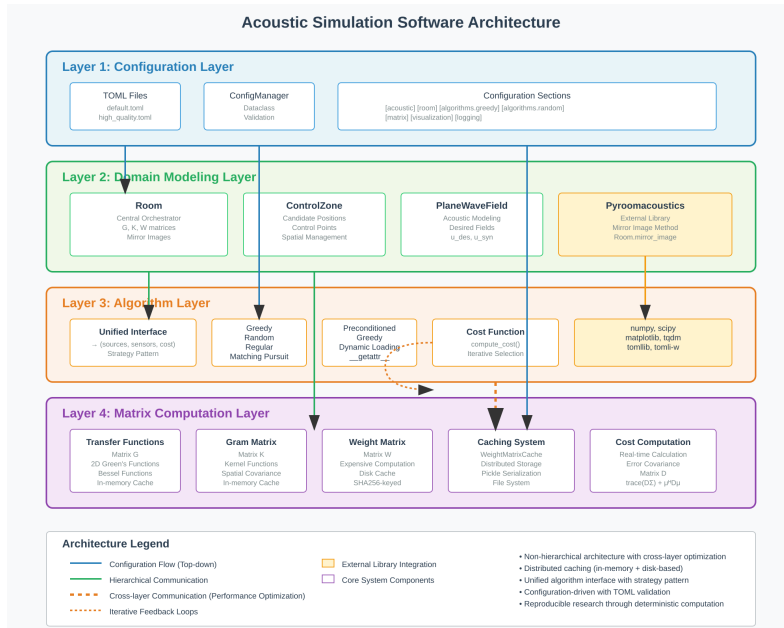 Acoustic Simulation Software Architecture
Layer 1: Configuration Layer
TOML Files
default.toml
high_quality.toml
ConfigManager
Dataclass
Validation
Configuration Sections
[acoustic] [room] [algorithms.greedy] [algorithms.random]
[matrix] [visualization] [logging]
Layer 2: Domain Modeling Layer
Room
Central Orchestrator
G, K, W matrices
Mirror Images
ControlZone
Candidate Positions
Control Points
Spatial Management
PlaneWaveField
Acoustic Modeling
Desired Fields
u_des, u_syn
Pyroomacoustics
External Library
Mirror Image Method
Room.mirror_image
Layer 3: Algorithm Layer
Unified Interface
→ (sources, sensors, cost)
Strategy Pattern
Greedy
Random
Regular
Matching Pursuit
Preconditioned
Greedy
Dynamic Loading
__getattr__
Cost Function
compute_cost()
Iterative Selection
numpy, scipy
matplotlib, tqdm
tomllib, tomli-w
Layer 4: Matrix Computation Layer
Transfer Functions
Matrix G
2D Green's Functions
Bessel Functions
In-memory Cache
Gram Matrix
Matrix K
Kernel Functions
Spatial Covariance
In-memory Cache
Weight Matrix
Matrix W
Expensive Computation
Disk Cache
SHA256-keyed
Caching System
WeightMatrixCache
Distributed Storage
Pickle Serialization
File System
Cost Computation
Real-time Calculation
Error Covariance
Matrix D
trace(DΣ) + μᴴDμ
Architecture Legend
Configuration Flow (Top-down)
Hierarchical Communication
Cross-layer Communication (Performance Optimization)
Iterative Feedback Loops
External Library Integration
Core System Components
• Non-hierarchical architecture with cross-layer optimization
• Distributed caching (in-memory + disk-based)
• Unified algorithm interface with strategy pattern
• Configuration-driven with TOML validation
• Reproducible research through deterministic computation